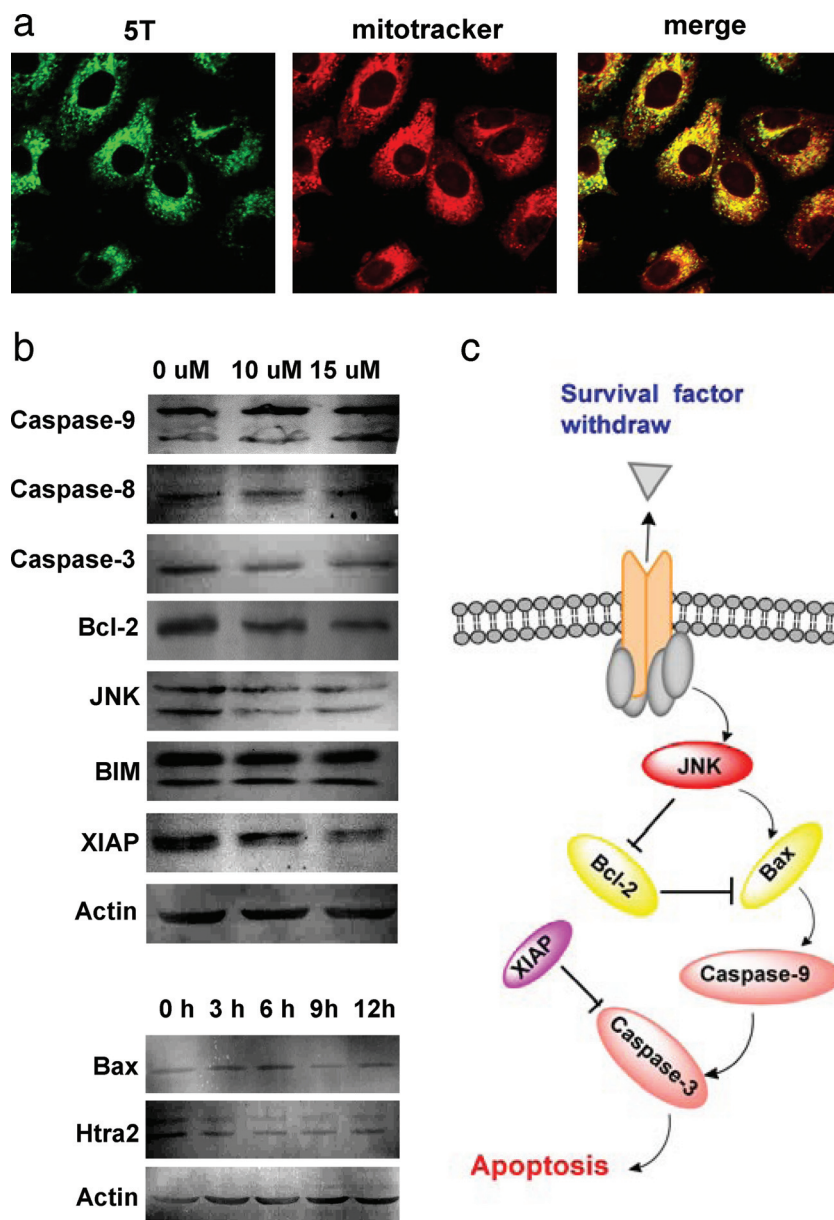 a
5T mitotracker merge
b
0 uM 10 uM 15 uM
Caspase-9
Caspase-8
Caspase-3
Bcl-2
JNK
BIM
XIAP
Actin
0 h 3 h 6 h 9h 12h
Bax
Htra2
Actin
c
Survival factor
withdraw
JNK
Bcl-2
Bax
XIAP
Caspase-9
Caspase-3
Apoptosis